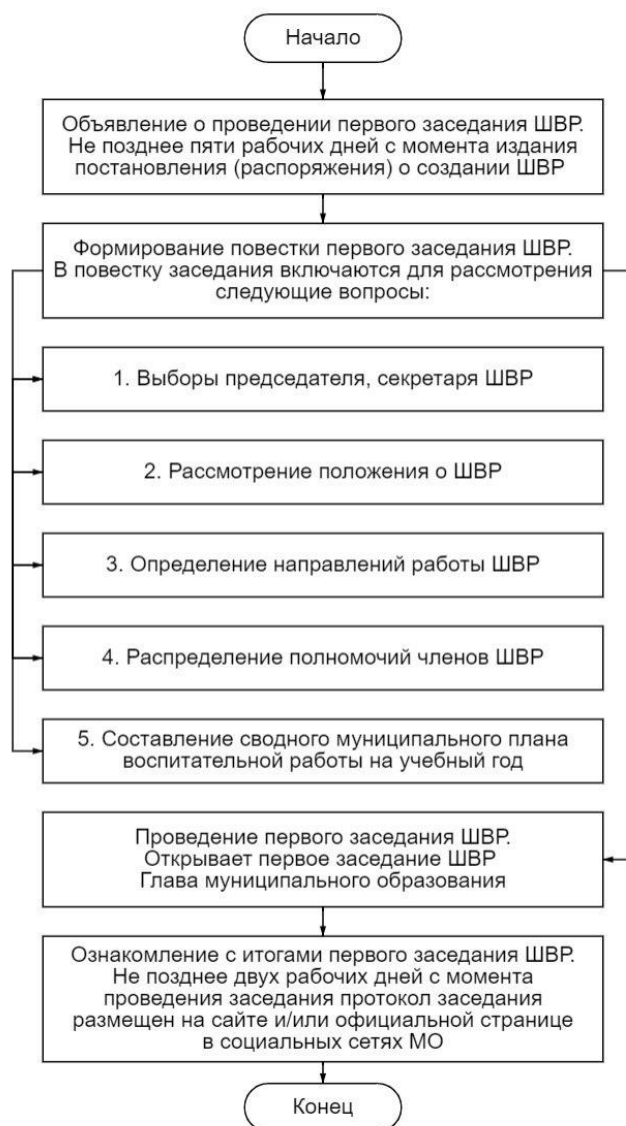 Начало
Объявление о проведении первого заседания ШВР.
Не позднее пяти рабочих дней с момента издания
постановления (распоряжения) о создании ШВР
Формирование повестки первого заседания ШВР.
В повестку заседания включаются для рассмотрения
следующие вопросы:
1. Выборы председателя, секретаря ШВР
2. Рассмотрение положения о ШВР
3. Определение направлений работы ШВР
4. Распределение полномочий членов ШВР
5. Составление сводного муниципального плана
воспитательной работы на учебный год
Проведение первого заседания ШВР.
Открывает первое заседание ШВР
Глава муниципального образования
Ознакомление с итогами первого заседания ШВР.
Не позднее двух рабочих дней с момента
проведения заседания протокол заседания
размещен на сайте и/или официальной странице
в социальных сетях МО
Конец